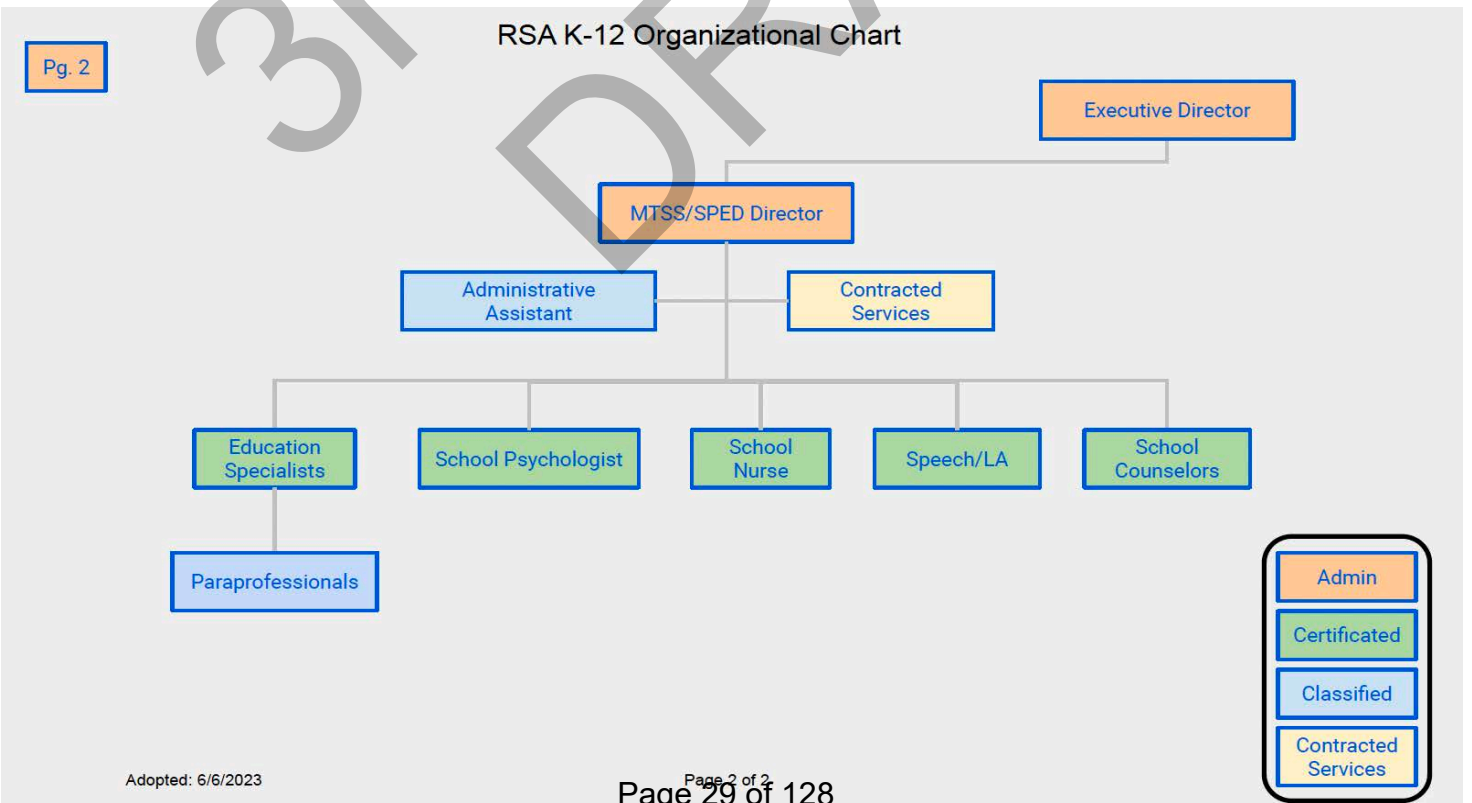 RSA K-12 Organizational Chart
Pg. 2
Executive Director
MTSS/SPED Director
Administrative
Assistant
Contracted
Services
Education
Specialists
School Psychologist
School
Nurse
Speech/LA
School
Counselors
Paraprofessionals
Admin
Certificated
Classified
Contracted
Services
Adopted: 6/6/2023
Page 2 of 2
Page 29 of 128